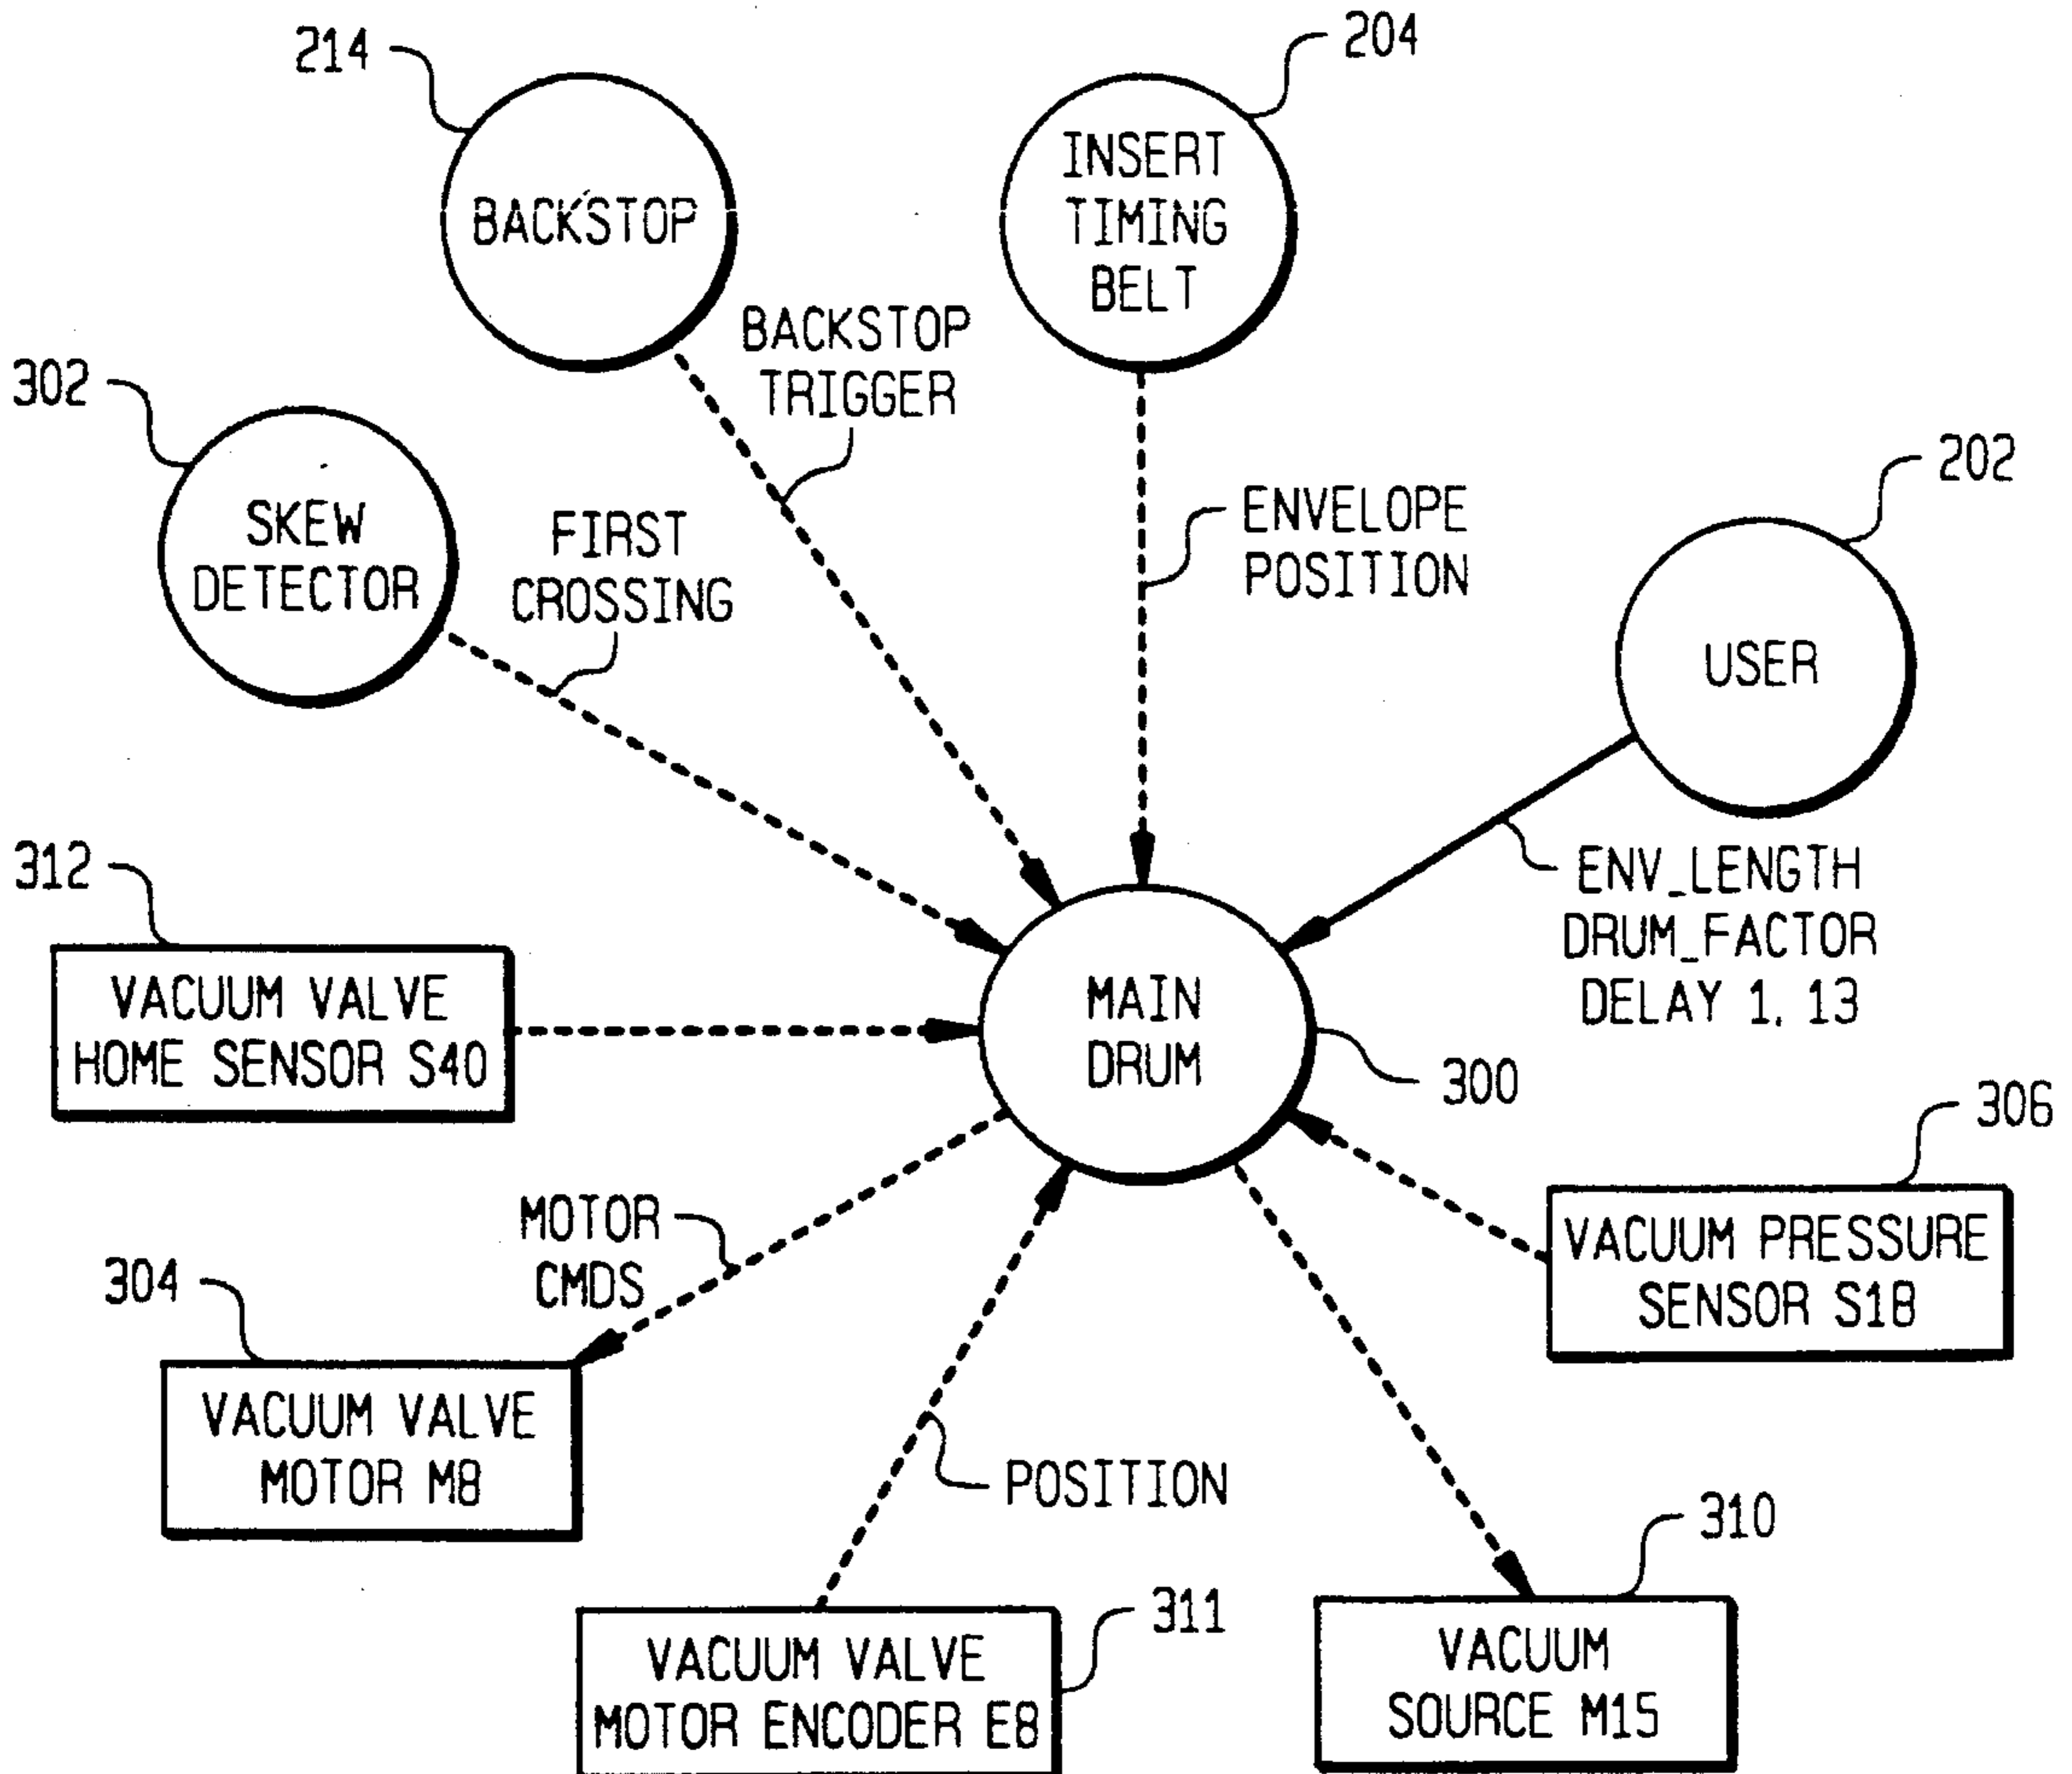 214
204
BACKSTOP
INSERT
TIMING
BELT
302
BACKSTOP
TRIGGER
202
SKEW
DETECTOR
FIRST
CROSSING
ENVELOPE
POSITION
USER
312
ENV_LENGTH
DRUM_FACTOR
DELAY 1, 13
VACUUM VALVE
HOME SENSOR S40
MAIN
DRUM
300
306
MOTOR
CMDS
VACUUM PRESSURE
SENSOR S18
304
VACUUM VALVE
MOTOR M8
POSITION
310
311
VACUUM VALVE
MOTOR ENCODER E8
VACUUM
SOURCE M15